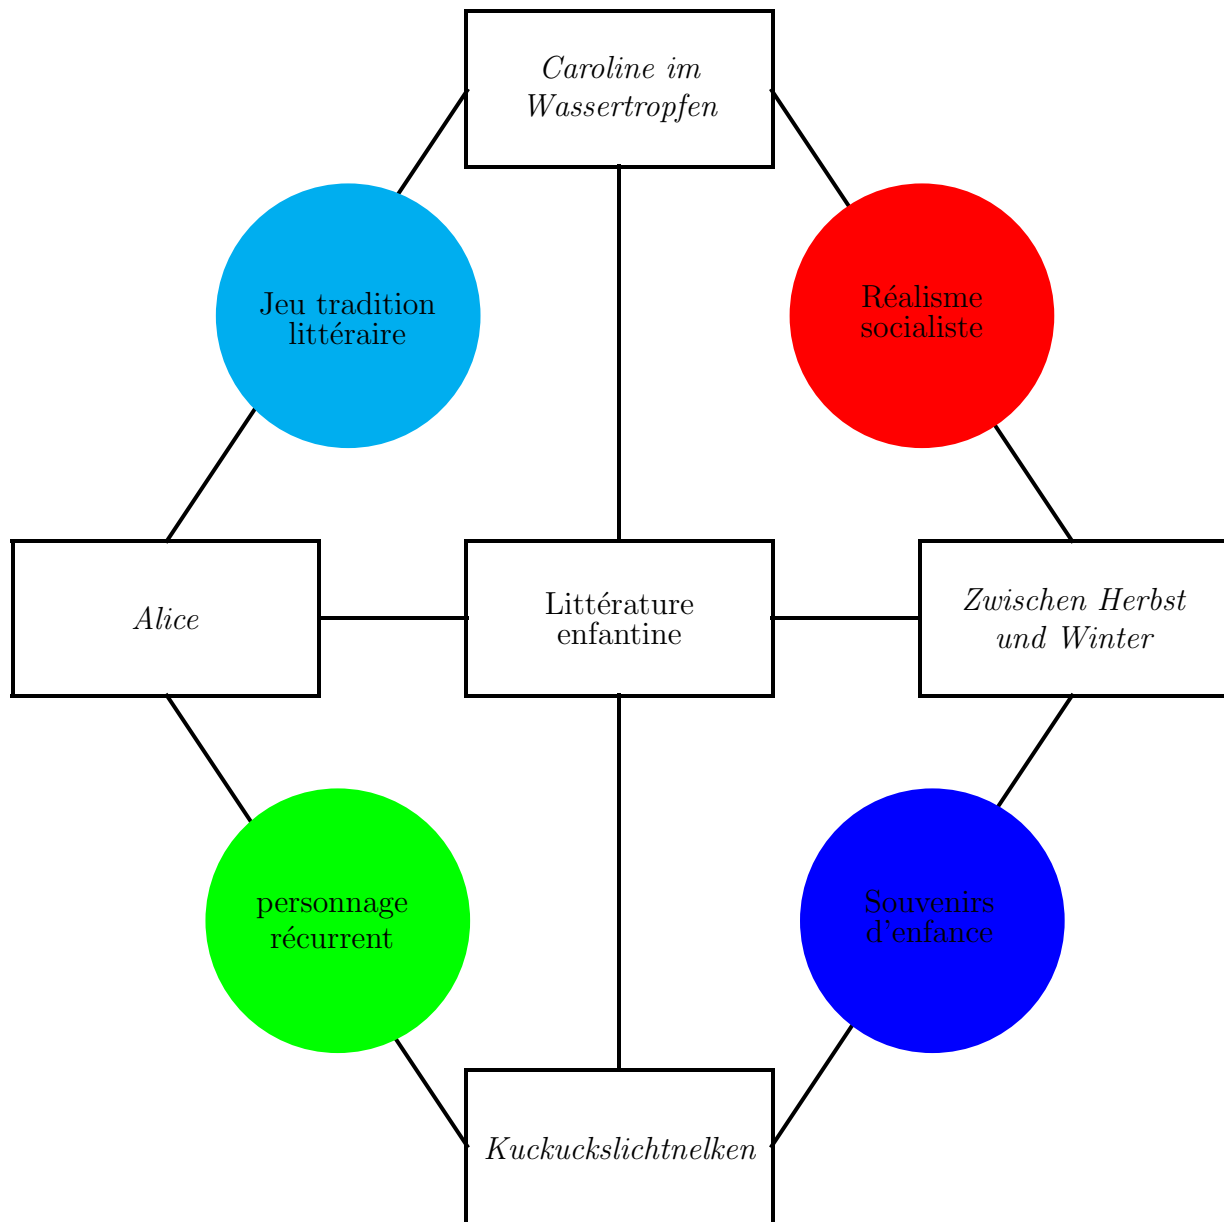 Caroline im
Wassertropfen
Jeu tradition
littéraire
Réalisme
socialiste
Alice
Littérature
enfantine
Zwischen Herbst
und Winter
personnage
récurrent
Souvenirs
d'enfance
Kuckuckslichtnelken